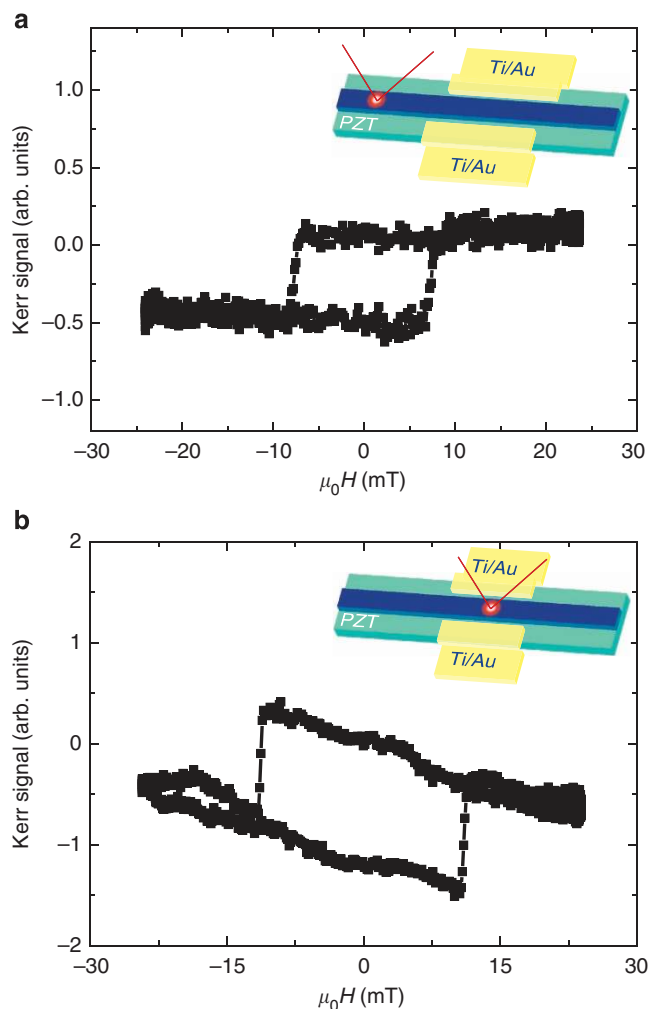 a
1.0
0.5
0.0
–0.5
–1.0
Kerr signal (arb. units)
Ti/Au
PZT
Ti/Au
–30 –20 –10 0 10 20 30
μ0H (mT)
b
2
1
0
–1
–2
Kerr signal (arb. units)
Ti/Au
PZT
Ti/Au
–30 –15 0 15 30
μ0H (mT)